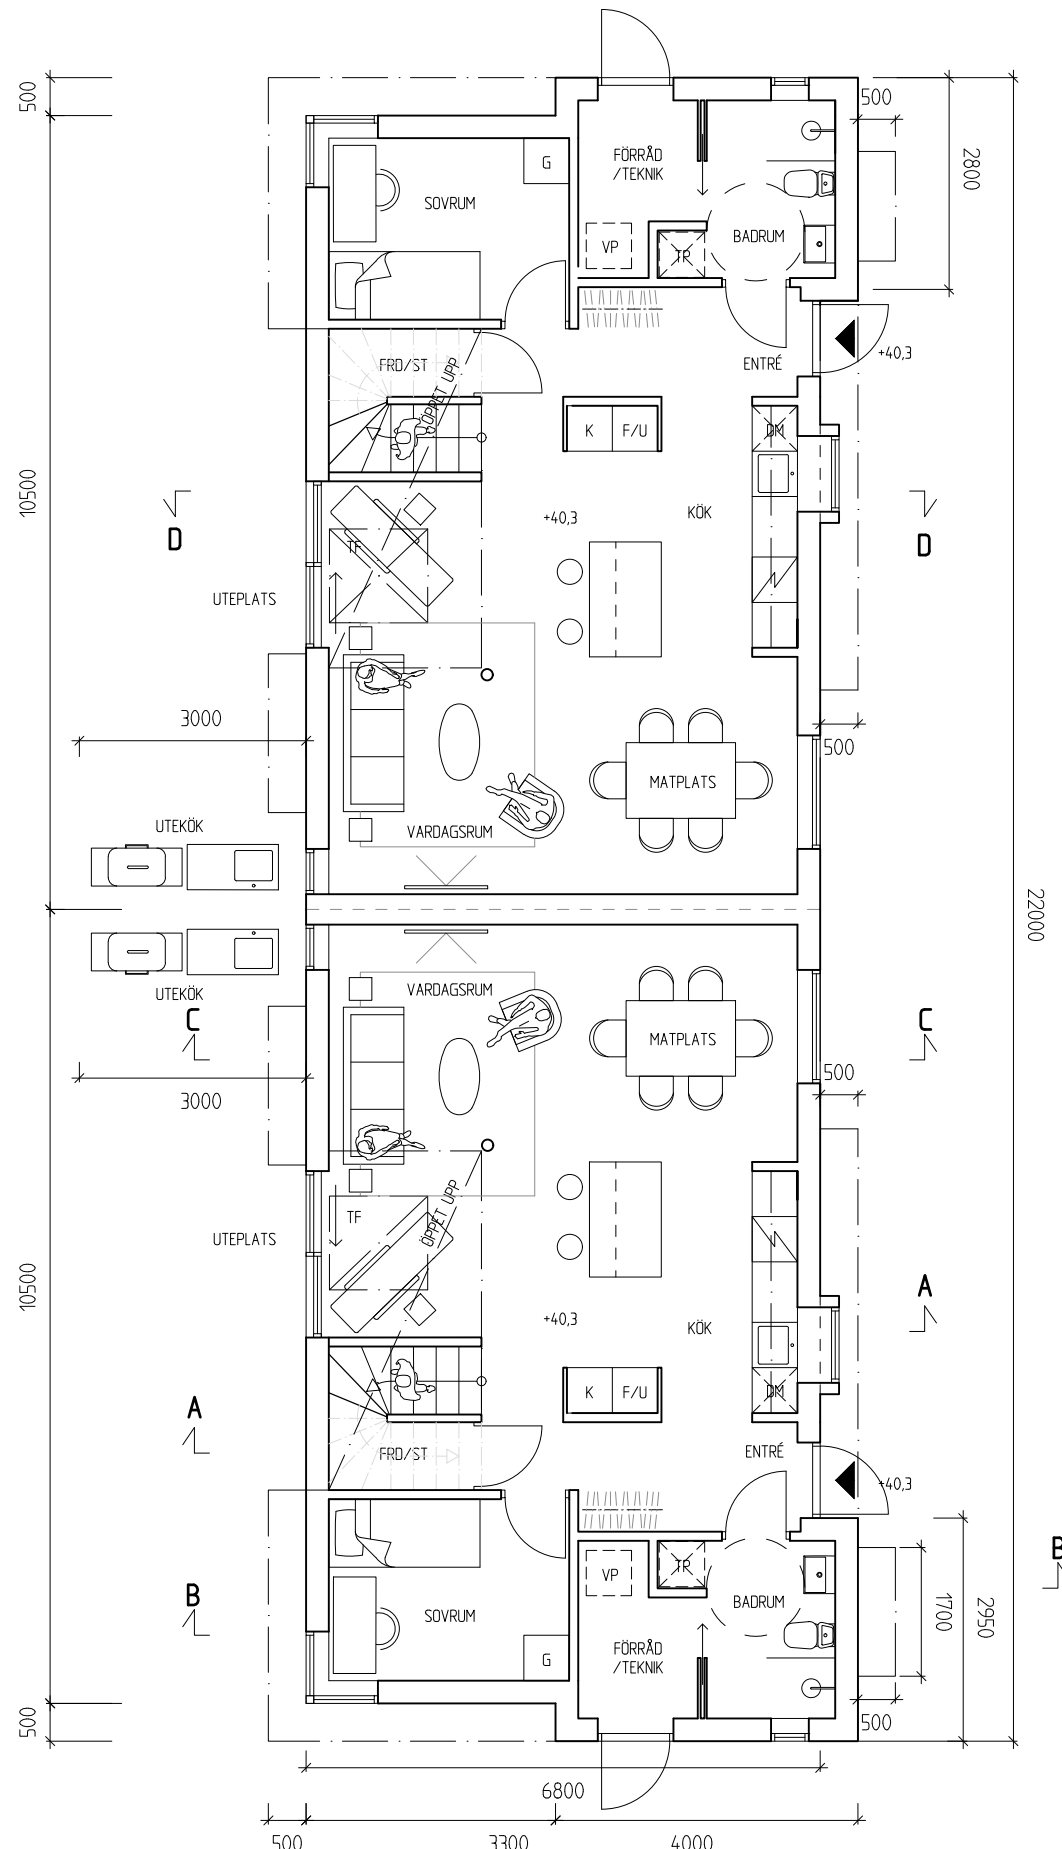 500
500
2800
FÖRRÅD
/TEKNIK
G
SOVRUM
VP
TP
BADRUM
FRD/ST
ÖPPET UPP
ENTRÉ
+40,3
K
F/U
DM
10500
D
D
+40,3
KÖK
TF
UTEPLATS
3000
500
MATPLATS
UTEKÖK
VARDAGSRUM
22000
VARDAGSRUM
UTEKÖK
MATPLATS
C
C
3000
500
TF
ÖPPET UPP
UTEPLATS
10500
A
+40,3
KÖK
A
K
F/U
DM
FRD/ST
ENTRÉ
+40,3
B
VP
TP
BADRUM
B
SOVRUM
1700
2950
G
FÖRRÅD
/TEKNIK
500
500
6800
500
3300
4000